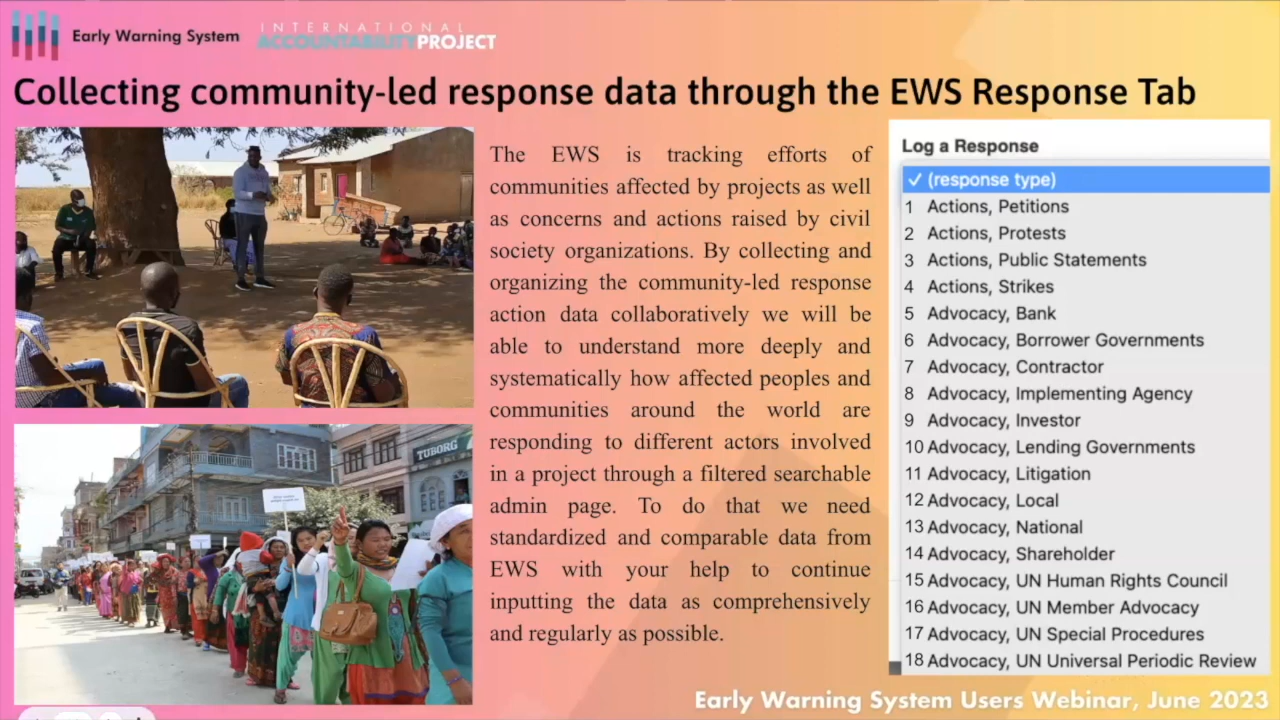 Early Warning System
INTERNATIONAL
ACCOUNTABILITYPROJECT
Collecting community-led response data through the EWS Response Tab
The EWS is tracking efforts of
communities affected by projects as well
as concerns and actions raised by civil
society organizations. By collecting and
organizing the community-led response
action data collaboratively we will be
able to understand more deeply and
systematically how affected peoples and
communities around the world are
responding to different actors involved
in a project through a filtered searchable
admin page. To do that we need
standardized and comparable data from
EWS with your help to continue
inputting the data as comprehensively
and regularly as possible.
Log a Response
✓ (response type)
1 Actions, Petitions
2 Actions, Protests
3 Actions, Public Statements
4 Actions, Strikes
5 Advocacy, Bank
6 Advocacy, Borrower Governments
7 Advocacy, Contractor
8 Advocacy, Implementing Agency
9 Advocacy, Investor
10 Advocacy, Lending Governments
11 Advocacy, Litigation
12 Advocacy, Local
13 Advocacy, National
14 Advocacy, Shareholder
15 Advocacy, UN Human Rights Council
16 Advocacy, UN Member Advocacy
17 Advocacy, UN Special Procedures
18 Advocacy, UN Universal Periodic Review
TUBORG
Early Warning System Users Webinar, June 2023